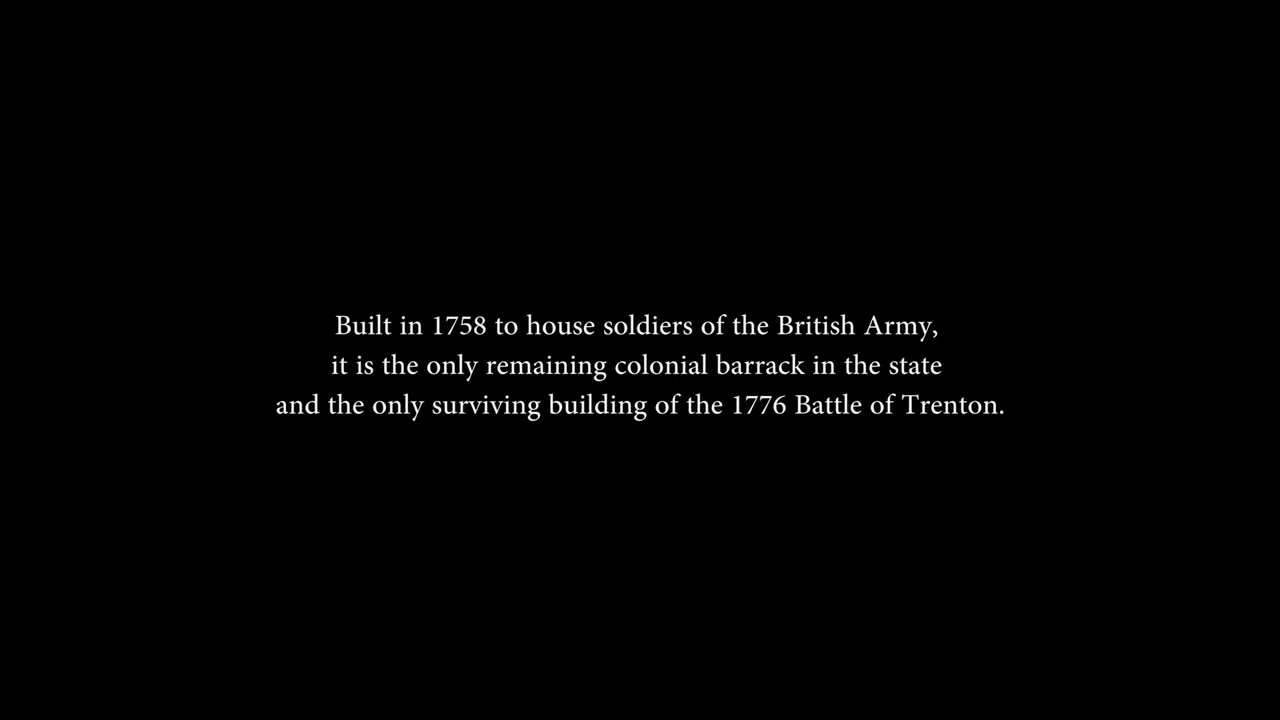 Built in 1758 to house soldiers of the British Army,
it is the only remaining colonial barrack in the state
and the only surviving building of the 1776 Battle of Trenton.